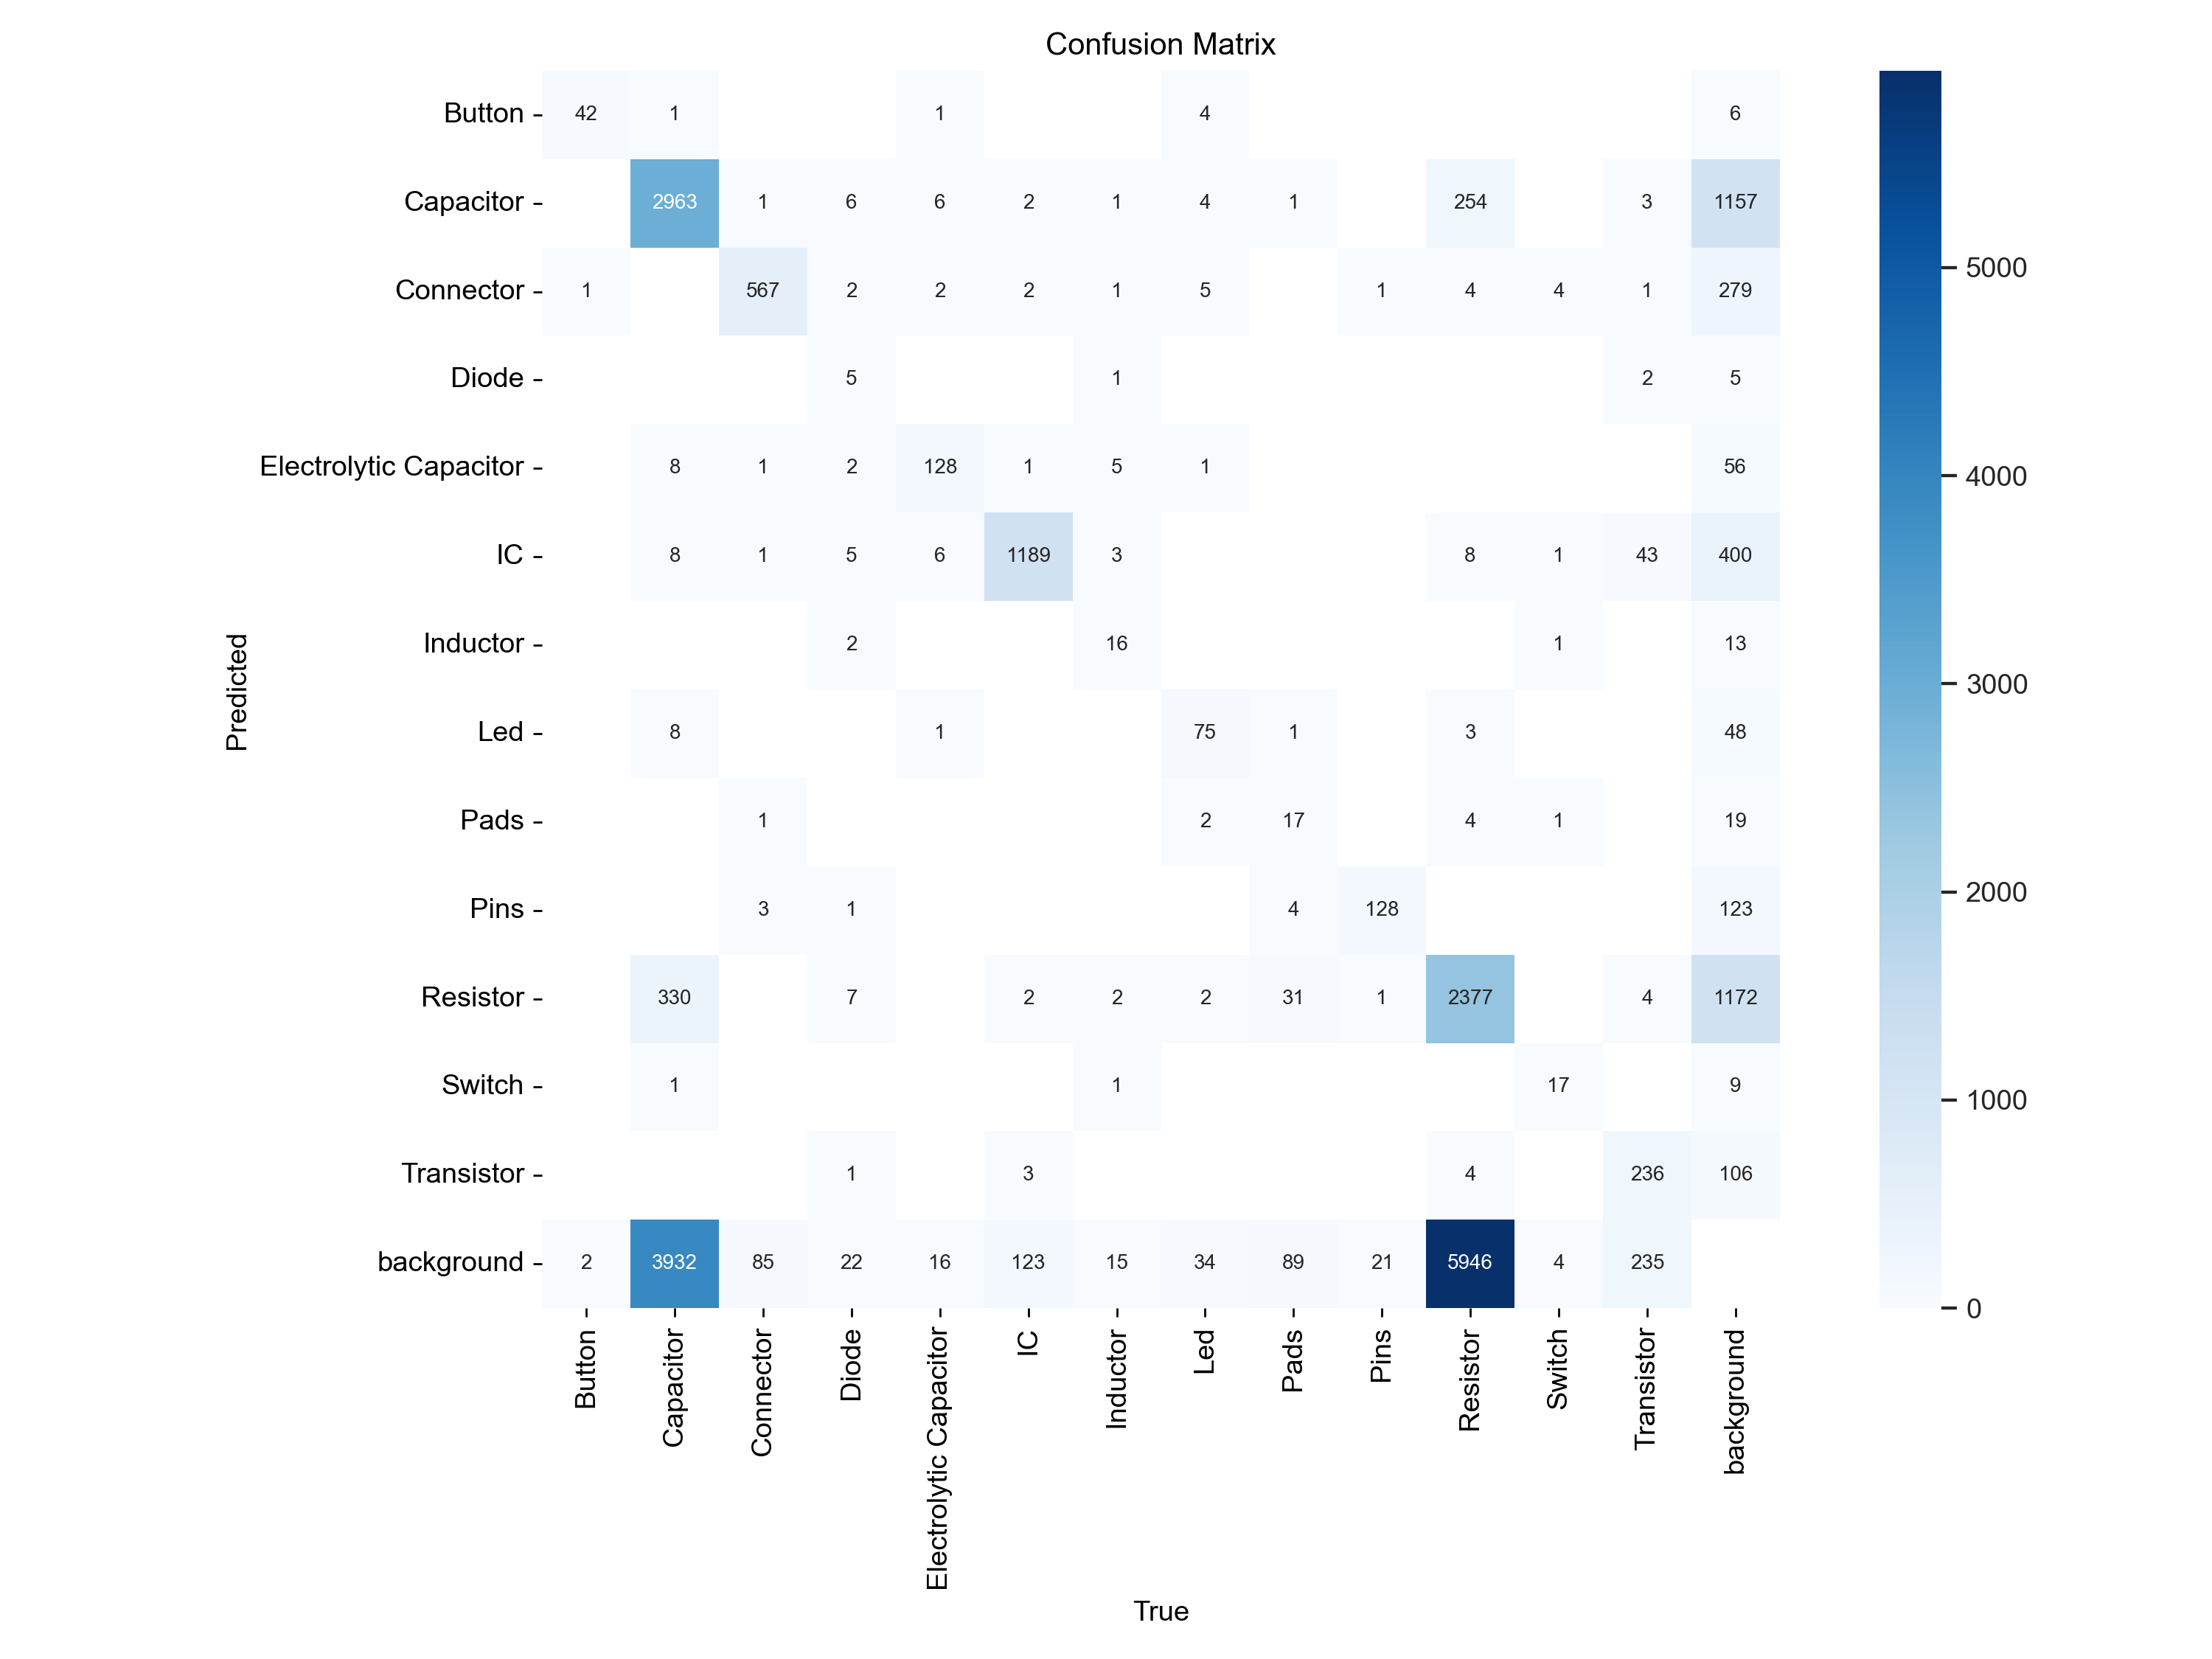 Confusion Matrix
Button 42 1 1 4 6
Capacitor 2963 1 6 6 2 1 4 1 254 3 1157
Connector 1 567 2 2 2 1 5 1 4 4 1 279
Diode 5 1 2 5
Electrolytic Capacitor 8 1 2 128 1 5 1 56
IC 8 1 5 6 1189 3 8 1 43 400
Inductor 2 16 1 13
Led 8 1 75 1 3 48
Pads 1 2 17 4 1 19
Pins 3 1 4 128 123
Resistor 330 7 2 2 2 31 1 2377 4 1172
Switch 1 1 17 9
Transistor 1 3 4 236 106
background 2 3932 85 22 16 123 15 34 89 21 5946 4 235
Predicted
Button
Capacitor
Connector
Diode
Electrolytic Capacitor
IC
Inductor
Led
Pads
Pins
Resistor
Switch
Transistor
background
True
5000
4000
3000
2000
1000
0